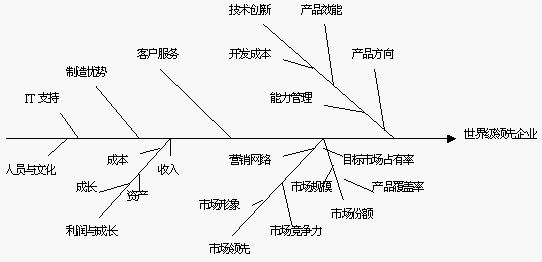 技术创新
产品效能
客户服务
开发成本
产品方向
制造优势
IT 支持
能力管理
世界级领先企业
人员与文化
成本
收入
营销网络
目标市场占有率
成长
资产
市场规模
产品覆盖率
市场形象
市场份额
利润与成长
市场领先
市场竞争力